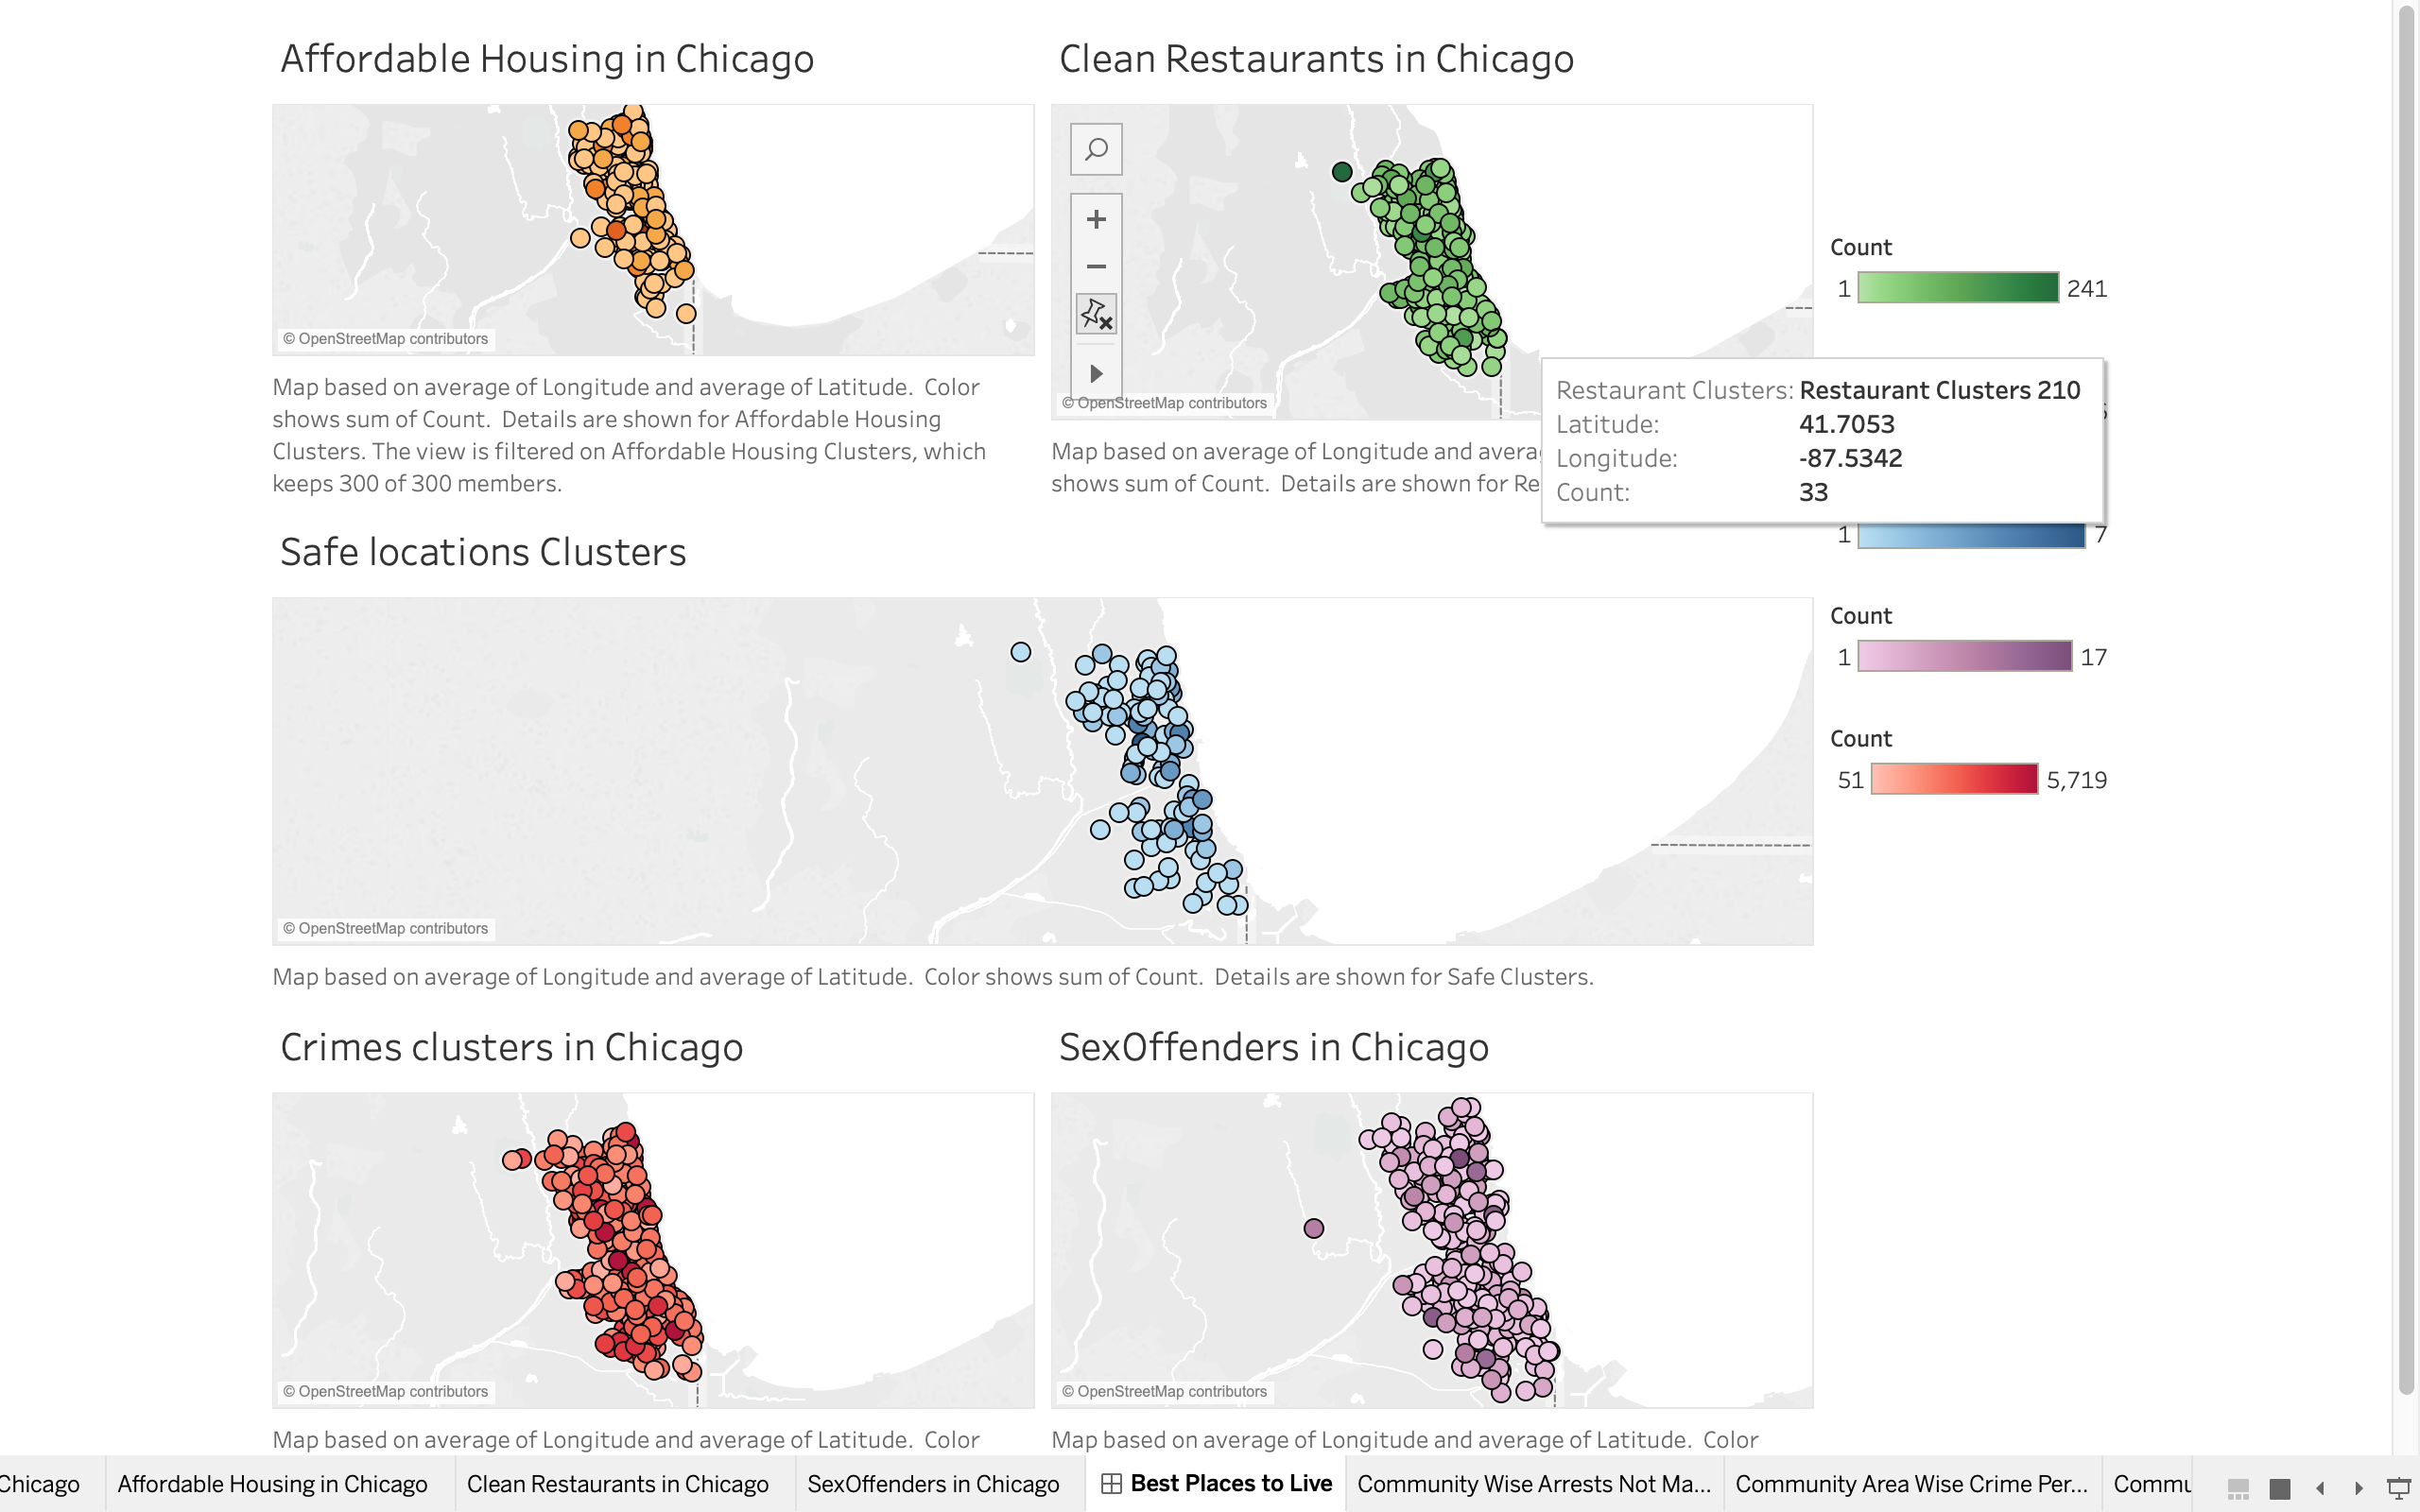 Affordable Housing in Chicago
© OpenStreetMap contributors
Map based on average of Longitude and average of Latitude.  Color
shows sum of Count.  Details are shown for Affordable Housing
Clusters. The view is filtered on Affordable Housing Clusters, which
keeps 300 of 300 members.
Clean Restaurants in Chicago
© OpenStreetMap contributors
Map based on average of Longitude and
shows sum of Count.  Details are shown for
Restaurant Clusters: Restaurant Clusters 210
Latitude: 41.7053
Longitude: -87.5342
Count: 33
Count
1 241
1 7
Count
1 17
Count
51 5,719
Safe locations Clusters
© OpenStreetMap contributors
Map based on average of Longitude and average of Latitude.  Color shows sum of Count.  Details are shown for Safe Clusters.
Crimes clusters in Chicago
© OpenStreetMap contributors
Map based on average of Longitude and average of Latitude.  Color
SexOffenders in Chicago
© OpenStreetMap contributors
Map based on average of Longitude and average of Latitude.  Color
Chicago
Affordable Housing in Chicago
Clean Restaurants in Chicago
SexOffenders in Chicago
Best Places to Live
Community Wise Arrests Not Ma...
Community Area Wise Crime Per...